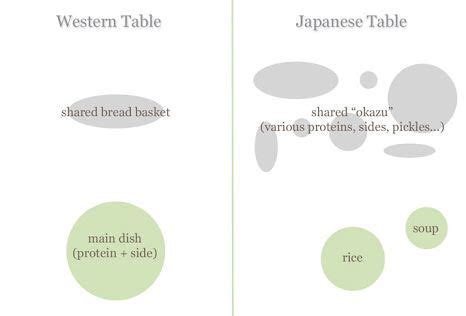 Western Table
shared bread basket
main dish
(protein + side)
Japanese Table
shared “okazu”
(various proteins, sides, pickles...)
soup
rice